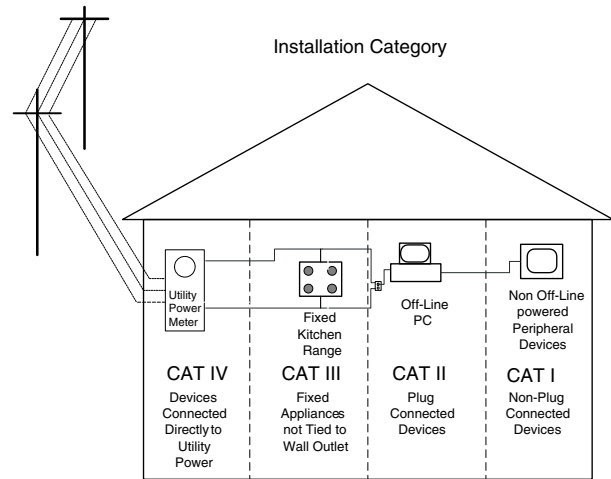 Installation Category
Utility
Power
Meter
Fixed
Kitchen
Range
Off-Line
PC
Non Off-Line
powered
Peripheral
Devices
CAT IV
Devices
Connected
Directly to
Utility
Power
CAT III
Fixed
Appliances
not Tied to
Wall Outlet
CAT II
Plug
Connected
Devices
CAT I
Non-Plug
Connected
Devices